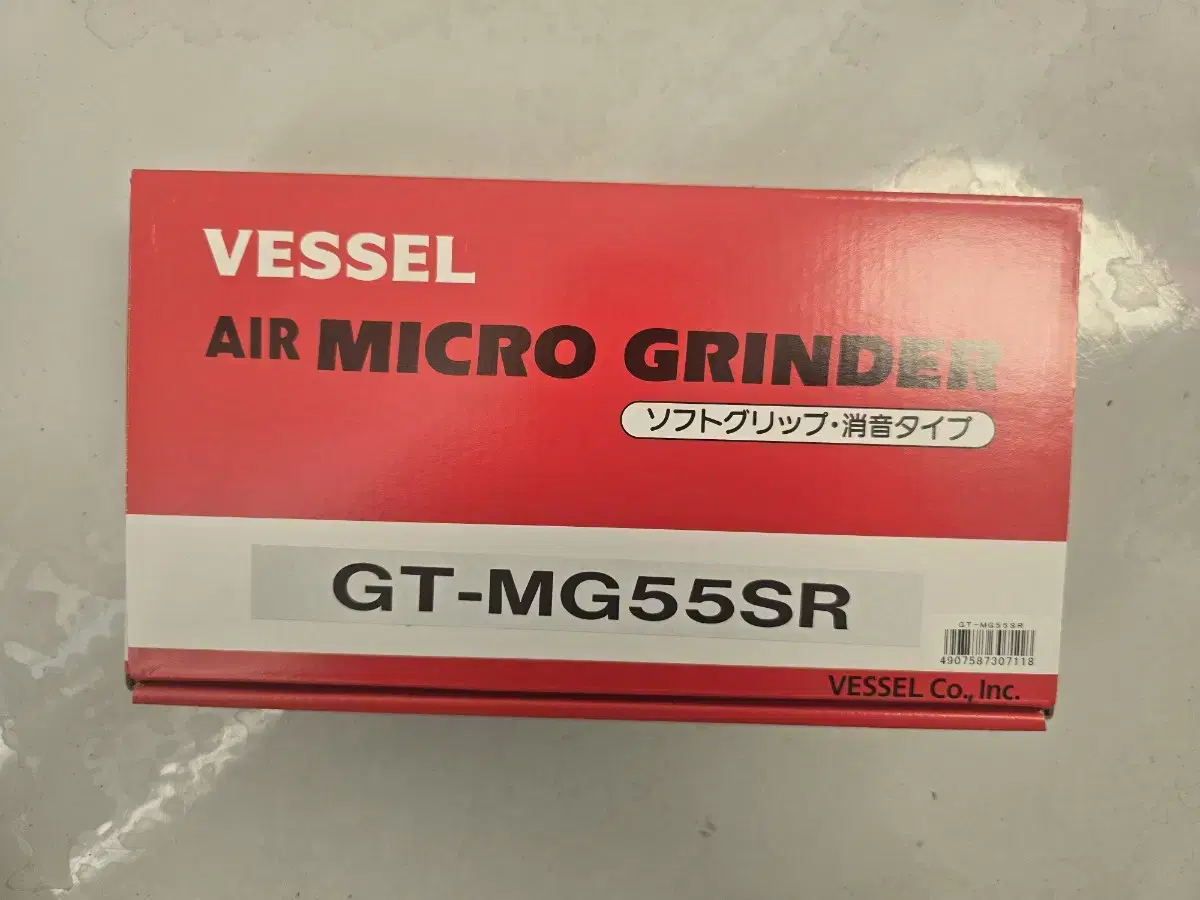 VESSEL
AIR MICRO GRINDER
ソフトグリップ・消音タイプ
GT-MG55SR
GT-MG55SR
4907587307118
VESSEL Co., Inc.